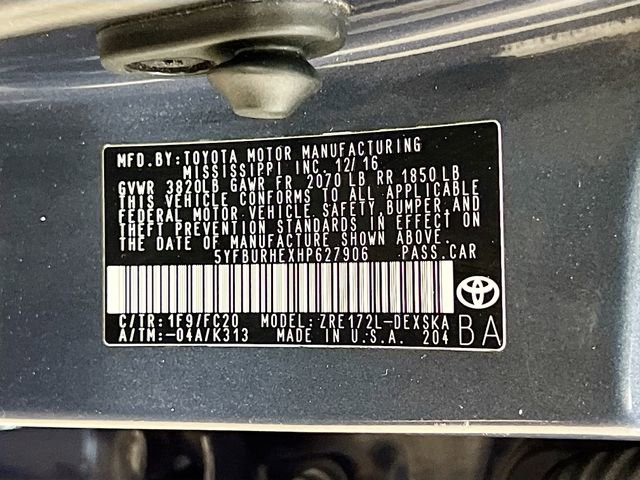 MFD.BY:TOYOTA MOTOR MANUFACTURING
MISSISSIPPI INC. 12/16
GVWR 3820LB GAWR FR 2070 LB RR 1850 LB
THIS VEHICLE CONFORMS TO ALL APPLICABLE
FEDERAL MOTOR VEHICLE SAFETY,BUMPER,AND
THEFT PREVENTION STANDARDS IN EFFECT ON
THE DATE OF MANUFACTURE SHOWN ABOVE.
5YFBURHEXHP627906 PASS.CAR
C/TR:1F9/FC20 MODEL:ZRE172L-DEXSKA
A/TM:-04A/K313 MADE IN U.S.A. 204
BA